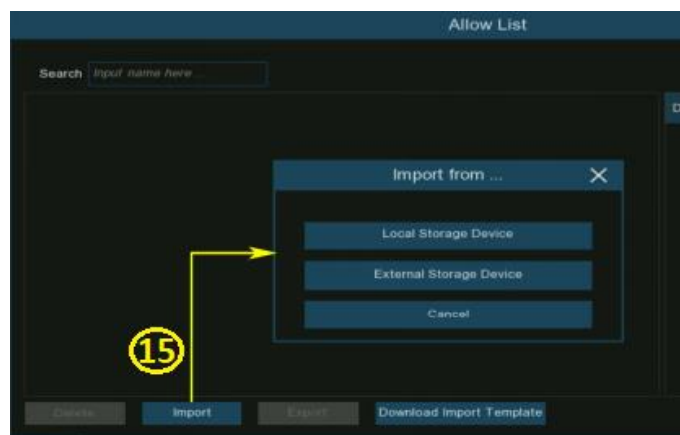 Allow List
Search Input name here ...
D
Import from ... X
Local Storage Device
External Storage Device
Cancel
15
Delete Import Export Download Import Template